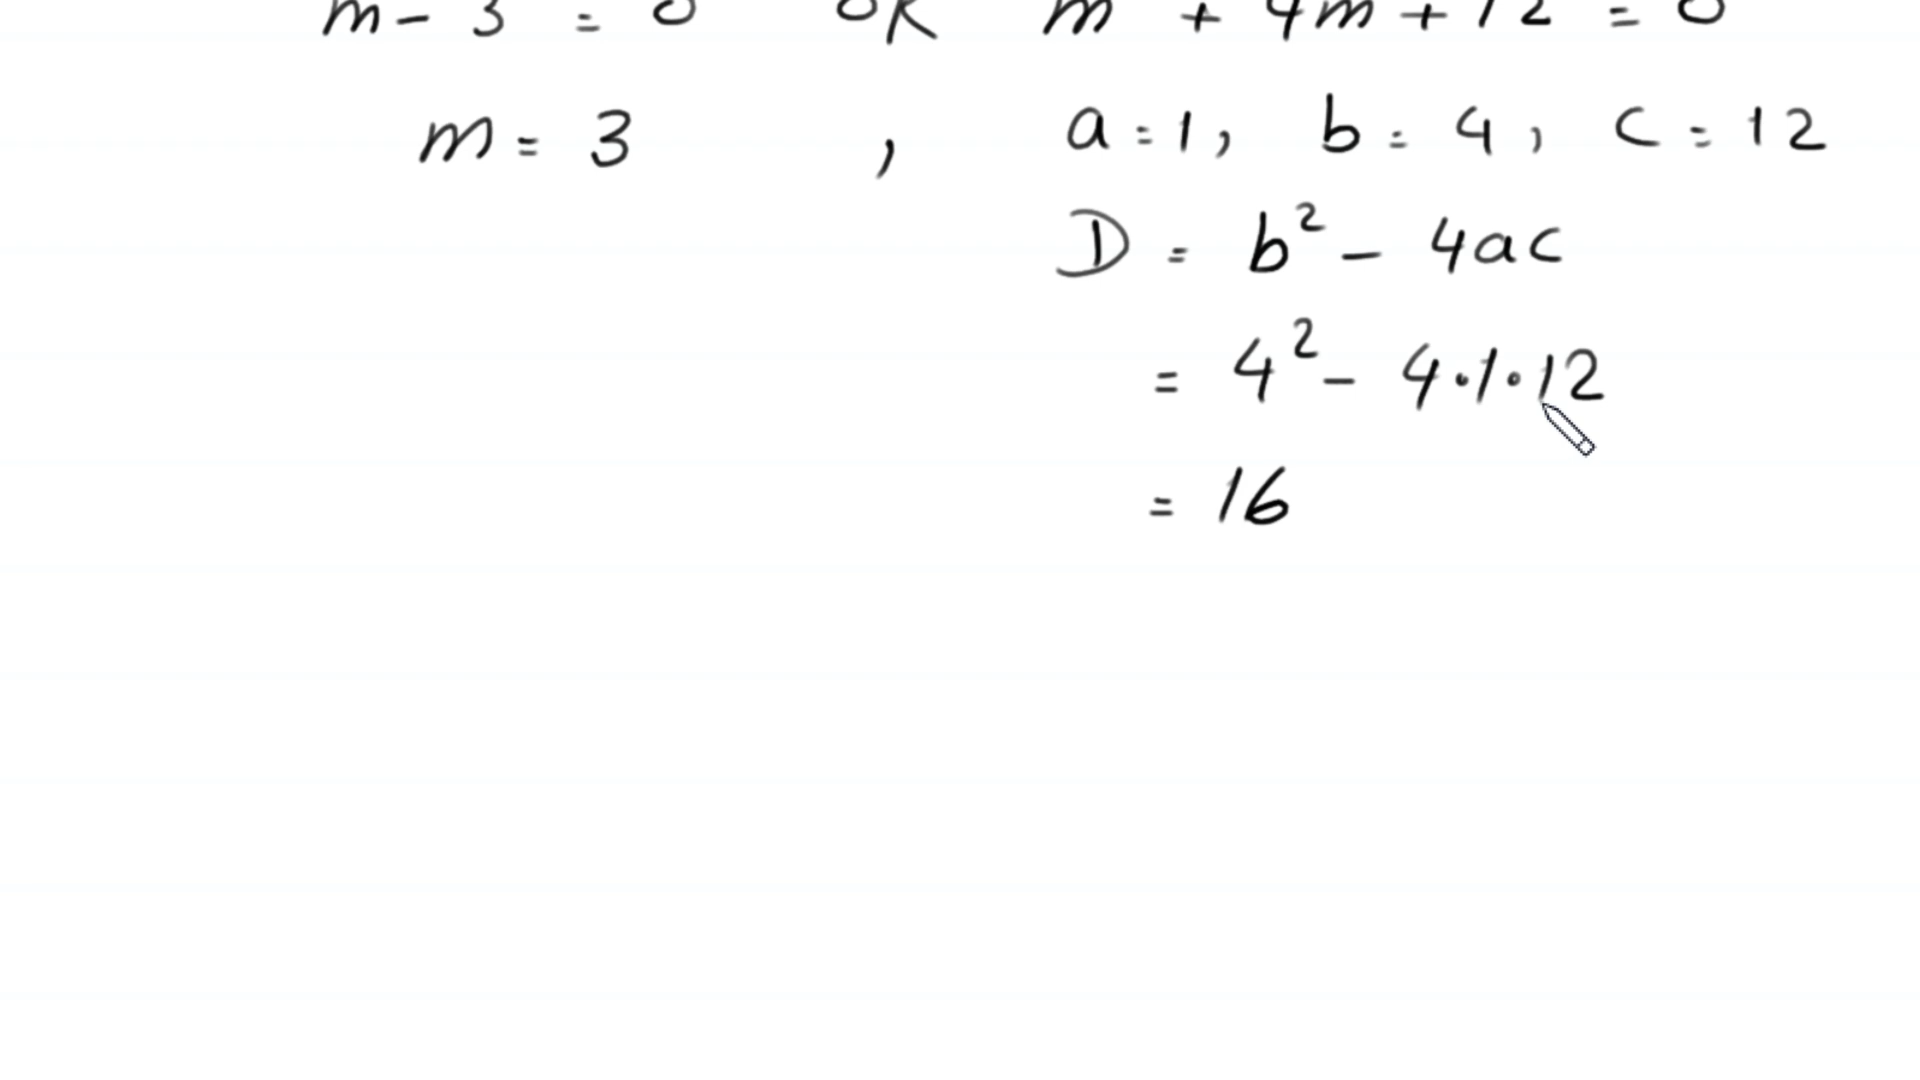 m - 3 = 0 OR m + 4m + 12 = 0
m = 3 , a = 1, b = 4, c = 12
D = b² - 4ac
= 4² - 4·1·12
= 16